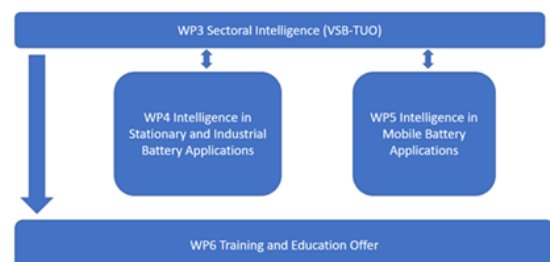 WP3 Sectoral Intelligence (VSB-TUO)
WP4 Intelligence in
Stationary and Industrial
Battery Applications
WP5 Intelligence in
Mobile Battery
Applications
WP6 Training and Education Offer